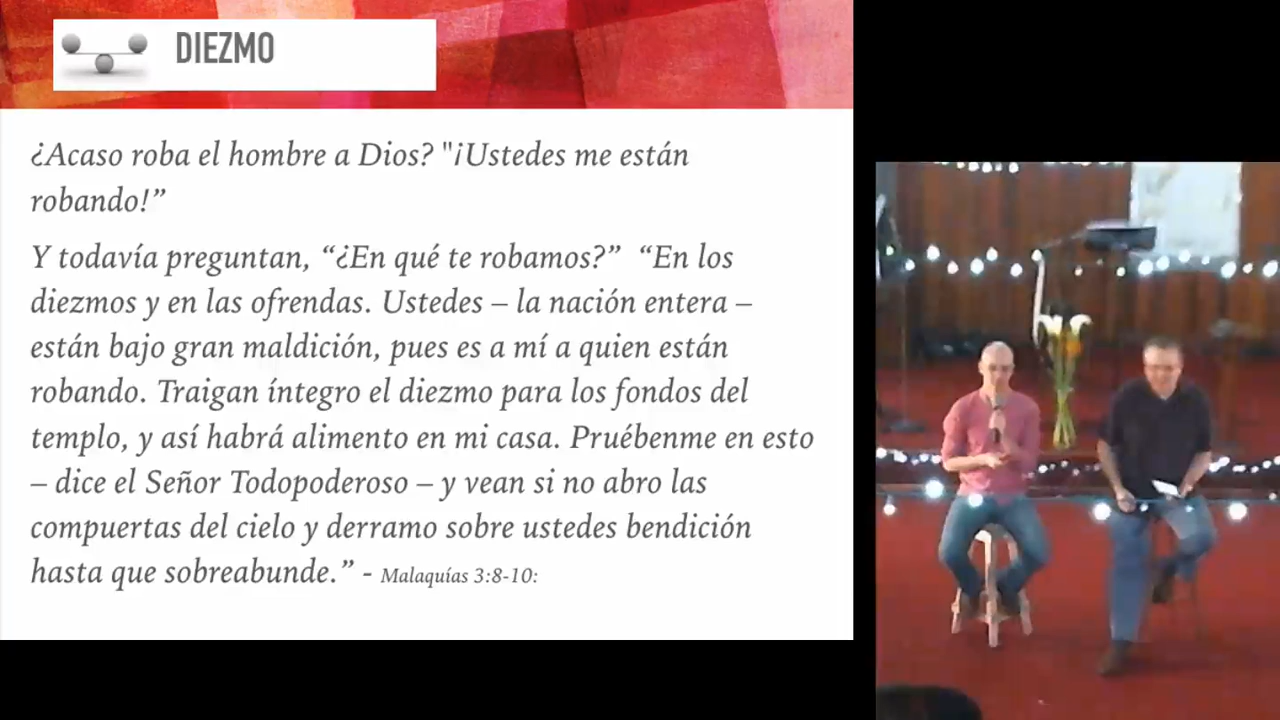 DIEZMO
¿Acaso roba el hombre a Dios? "¡Ustedes me están
robando!”
Y todavía preguntan, “¿En qué te robamos?” “En los
diezmos y en las ofrendas. Ustedes – la nación entera –
están bajo gran maldición, pues es a mí a quien están
robando. Traigan íntegro el diezmo para los fondos del
templo, y así habrá alimento en mi casa. Pruébenme en esto
– dice el Señor Todopoderoso – y vean si no abro las
compuertas del cielo y derramo sobre ustedes bendición
hasta que sobreabunde.” - Malaquías 3:8-10: